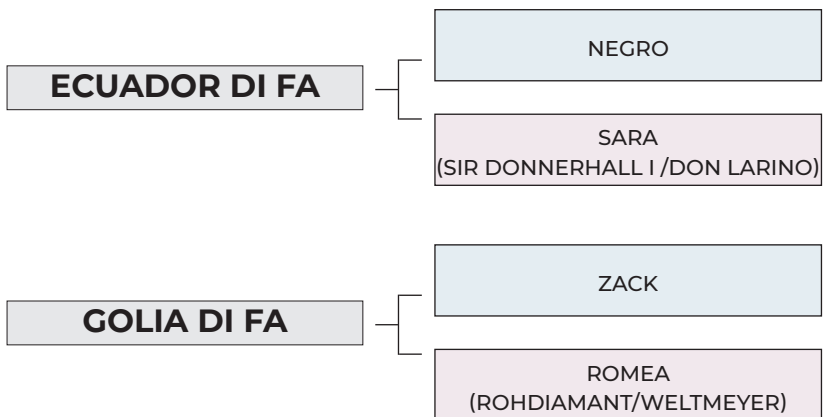 NEGRO
ECUADOR DI FA
SARA
(SIR DONNERHALL I /DON LARINO)
ZACK
GOLIA DI FA
ROMEA
(ROHDIAMANT/WELTMEYER)